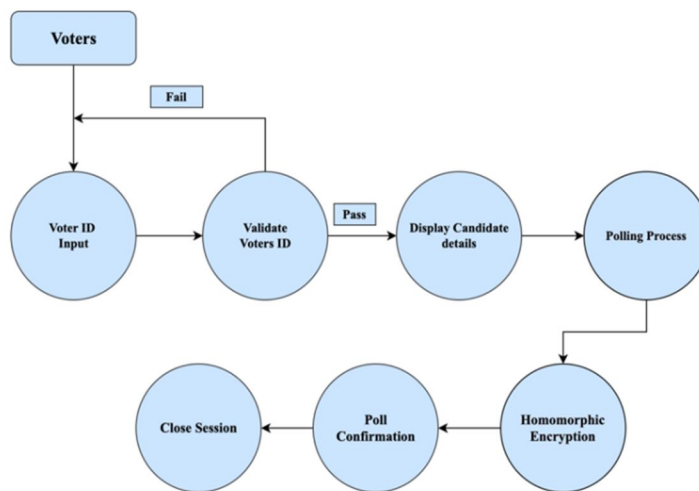 Voters
Fail
Voter ID
Input
Validate
Voters ID
Pass
Display Candidate
details
Polling Process
Close Session
Poll
Confirmation
Homomorphic
Encryption